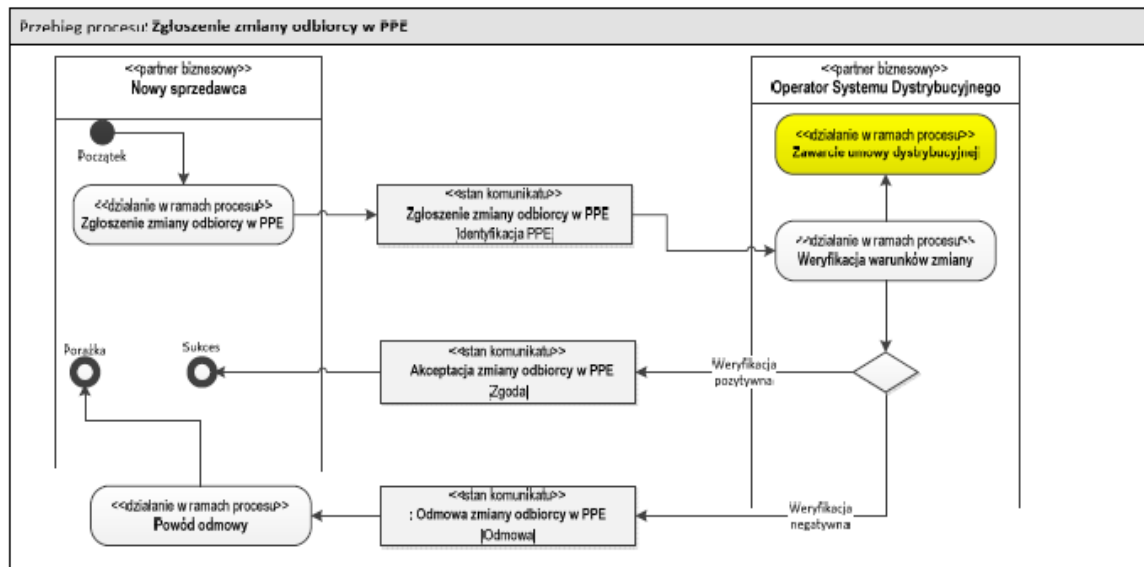 Przebieg procesu: Zgłoszenie zmiany odbiorcy w PPE
<<partner biznesowy>>
Nowy sprzedawca
<<partner biznesowy>>
Operator Systemu Dystrybucyjnego
Początek
<<działanie w ramach procesu>>
Zawarcie umowy dystrybucyjnej
<<działanie w ramach procesu>>
Zgłoszenie zmiany odbiorcy w PPE
<<stan komunikatu>>
Zgłoszenie zmiany odbiorcy w PPE
[Identyfikacja PPE]
<<działanie w ramach procesu>>
Weryfikacja warunków zmiany
Porażka
Sukces
<<stan komunikatu>>
Akceptacja zmiany odbiorcy w PPE
[Zgoda]
Weryfikacja
pozytywna
<<działanie w ramach procesu>>
Powód odmowy
<<stan komunikatu>>
: Odmowa zmiany odbiorcy w PPE
[Odmowa]
Weryfikacja
negatywna